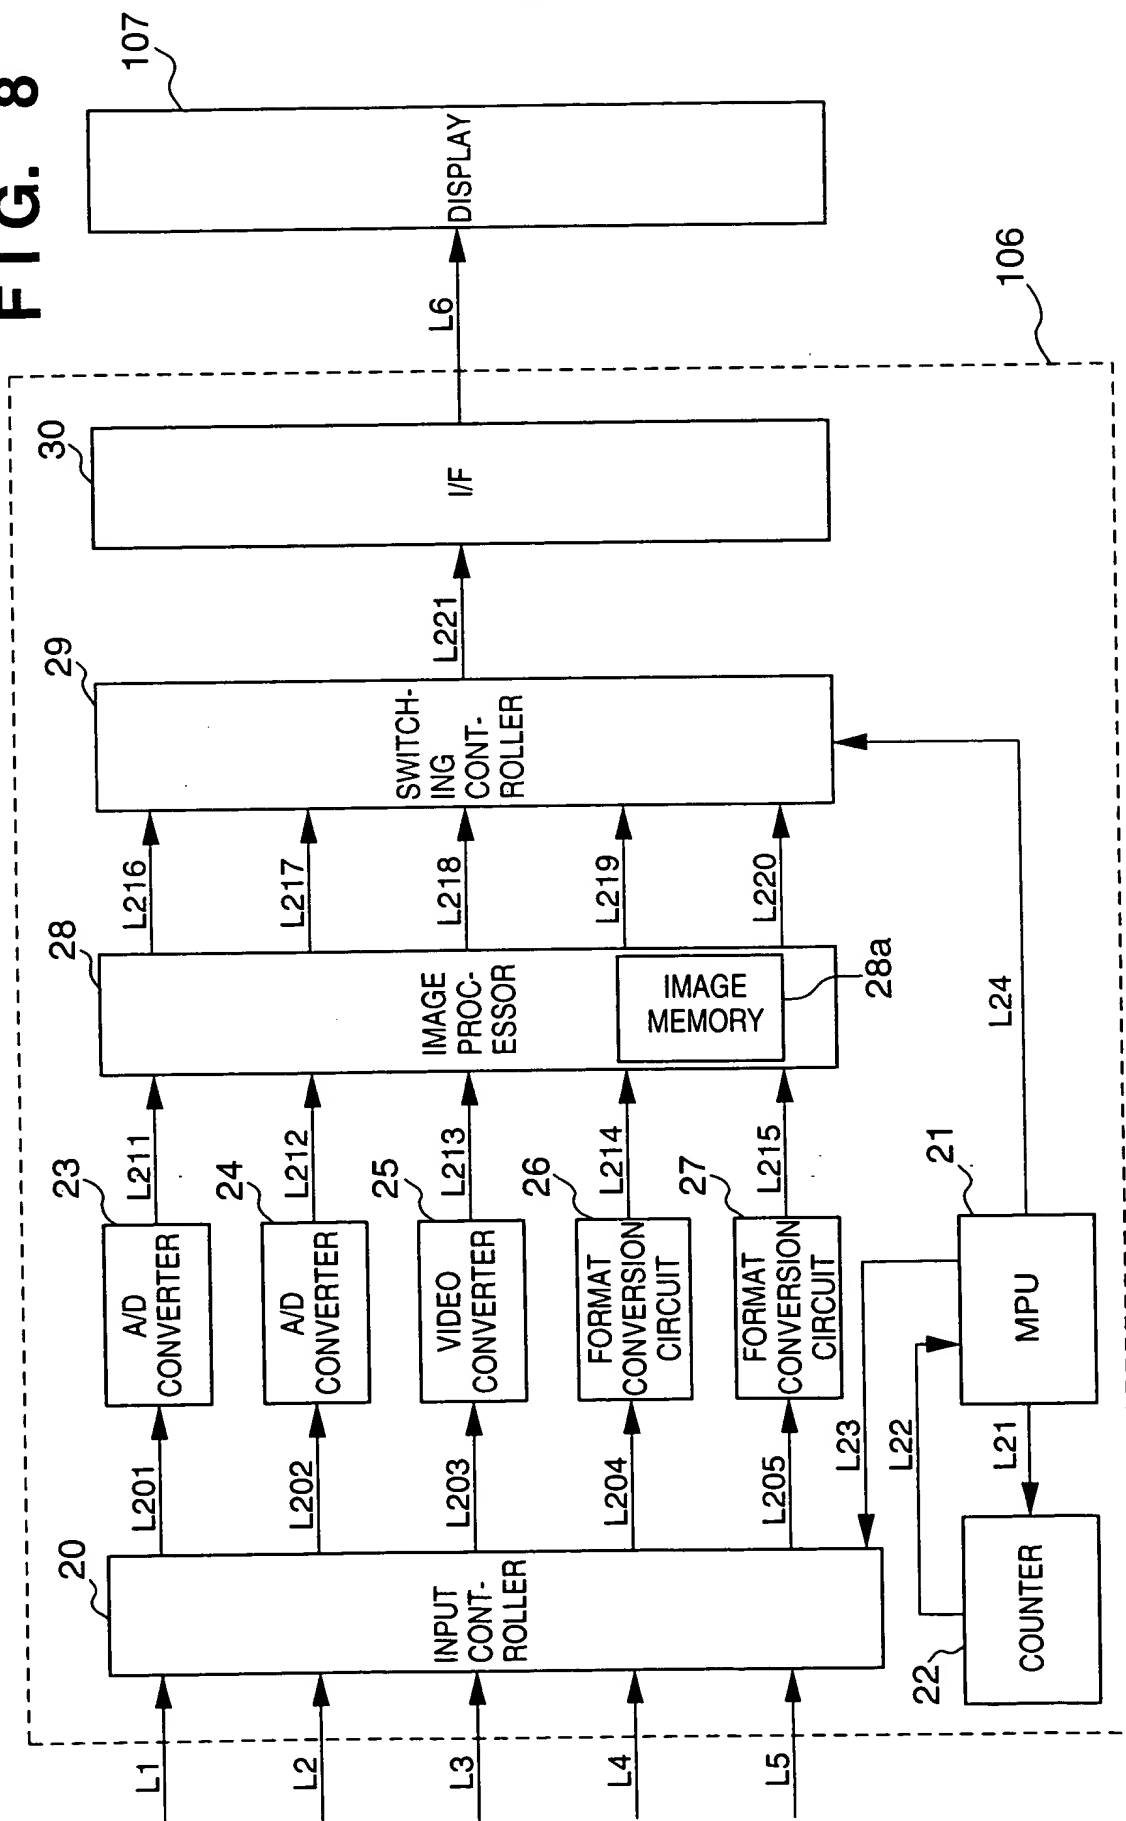 FIG. 8
106
107
L1
L2
L3
L4
L5
20
INPUT
CONT-
ROLLER
L201
L202
L203
L204
L205
23
A/D
CONVERTER
24
A/D
CONVERTER
25
VIDEO
CONVERTER
26
FORMAT
CONVERSION
CIRCUIT
27
FORMAT
CONVERSION
CIRCUIT
L211
L212
L213
L214
L215
28
IMAGE
PROC-
ESSOR
IMAGE
MEMORY
28a
L216
L217
L218
L219
L220
29
SWITCH-
ING
CONT-
ROLLER
L221
30
I/F
L6
DISPLAY
22
COUNTER
L21
L22
L23
21
MPU
L24